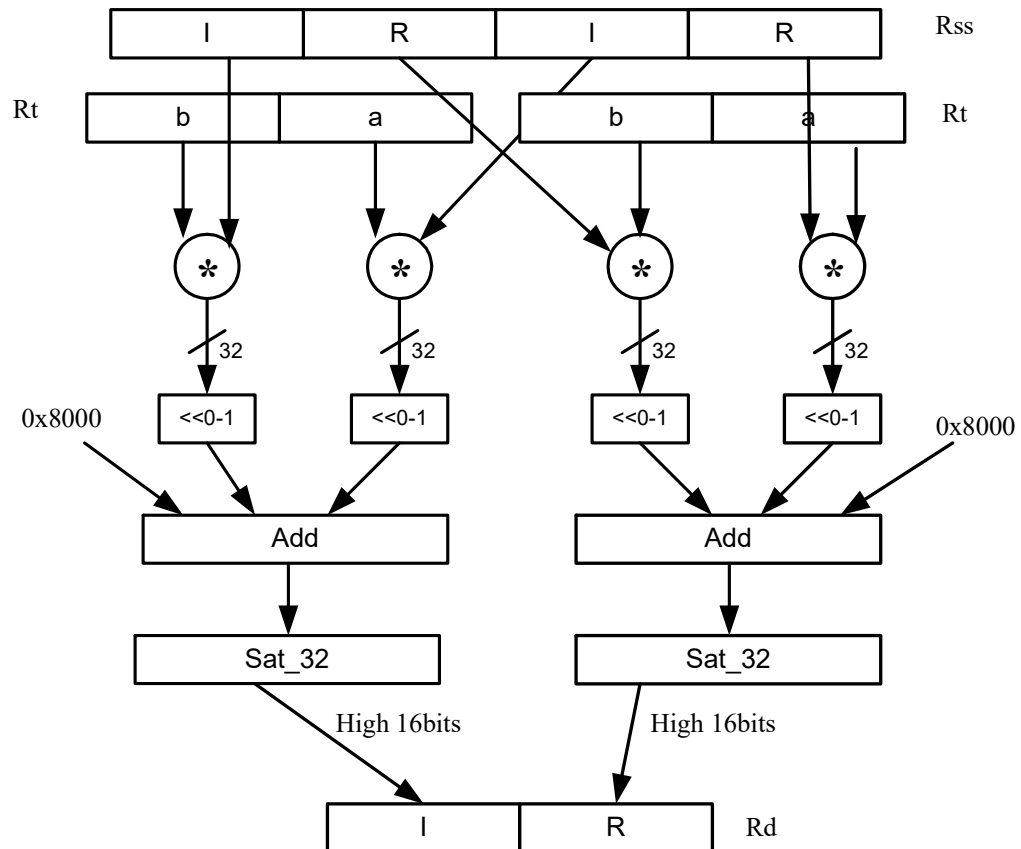 I R I R Rss
Rt b a b a Rt
* * * *
32 32 32 32
<<0-1 <<0-1 <<0-1 <<0-1
0x8000 0x8000
Add Add
Sat_32 Sat_32
High 16bits High 16bits
I R Rd